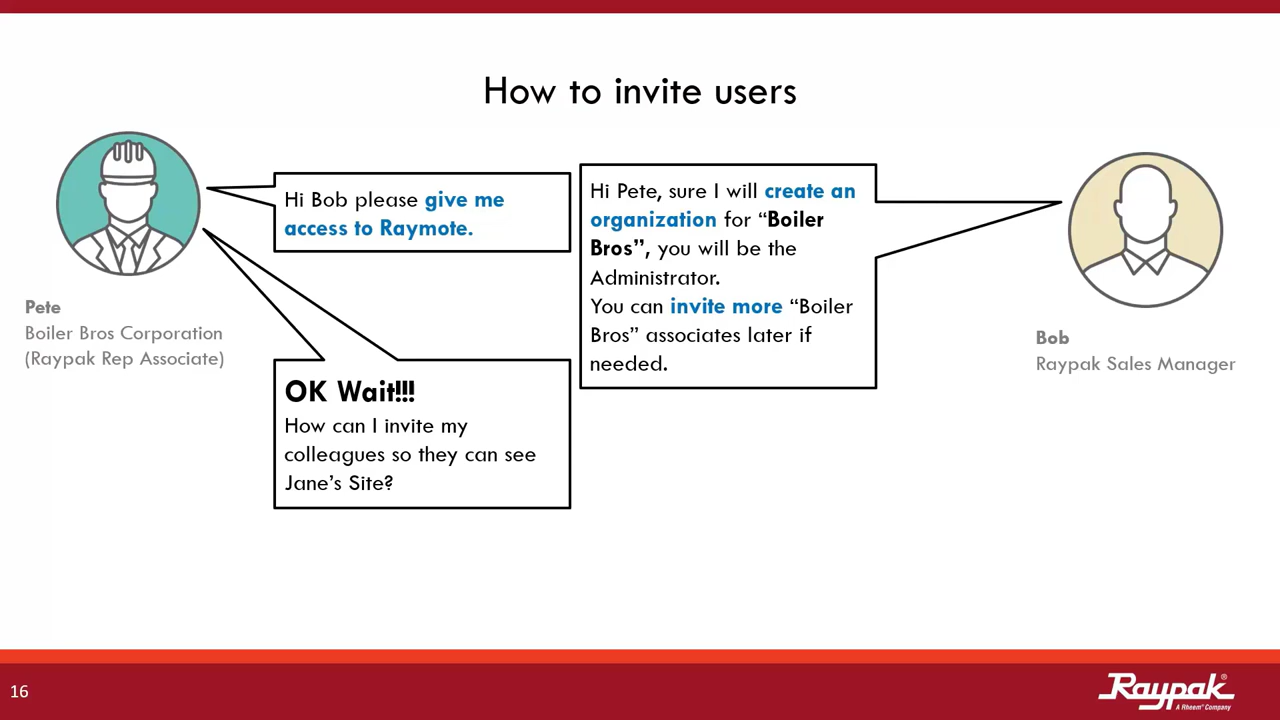 How to invite users
Hi Bob please give me
access to Raymote.
Hi Pete, sure I will create an
organization for “Boiler
Bros”, you will be the
Administrator.
You can invite more “Boiler
Bros” associates later if
needed.
Pete
Boiler Bros Corporation
(Raypak Rep Associate)
Bob
Raypak Sales Manager
OK Wait!!!
How can I invite my
colleagues so they can see
Jane’s Site?
16
Raypak®
A Rheem® Company